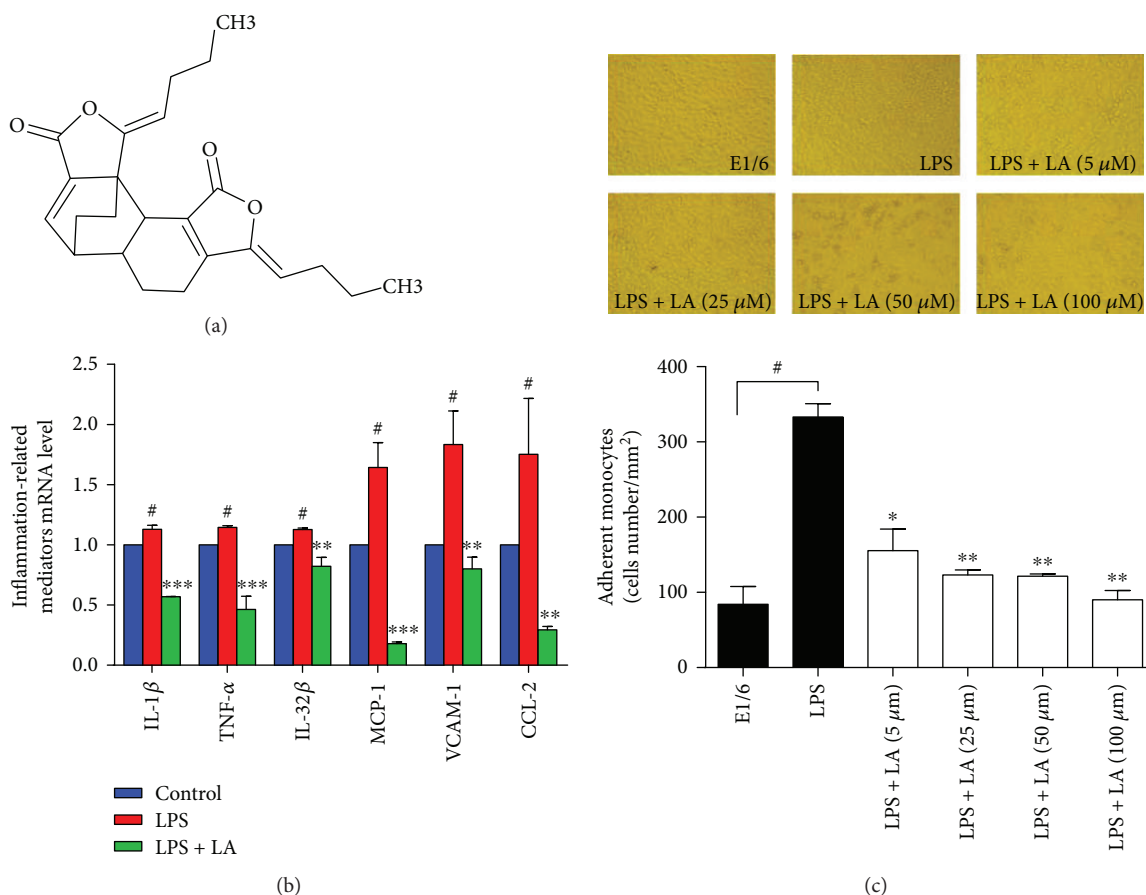 CH3
O
O
O
O
CH3
(a)
E1/6
LPS
LPS + LA (5 μM)
LPS + LA (25 μM)
LPS + LA (50 μM)
LPS + LA (100 μM)
Inflammation-related
mediators mRNA level
2.5
2.0
1.5
1.0
0.5
0.0
#
#
#
#
#
#
***
***
**
***
**
**
IL-1β
TNF-α
IL-32β
MCP-1
VCAM-1
CCL-2
Control
LPS
LPS + LA
(b)
Adherent monocytes
(cells number/mm²)
400
300
200
100
0
#
*
**
**
**
E1/6
LPS
LPS + LA (5 μm)
LPS + LA (25 μm)
LPS + LA (50 μm)
LPS + LA (100 μm)
(c)